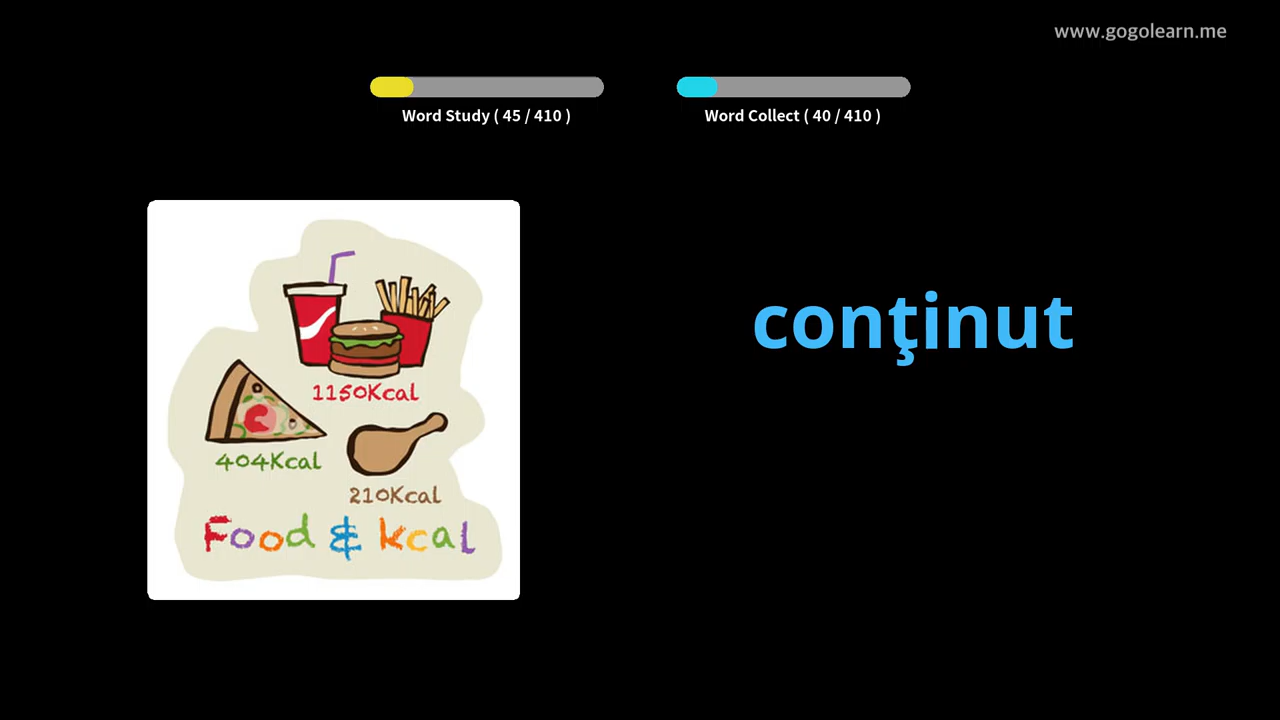 www.gogolearn.me
Word Study ( 45 / 410 )
Word Collect ( 40 / 410 )
conţinut
1150Kcal
404Kcal
210Kcal
Food & kcal